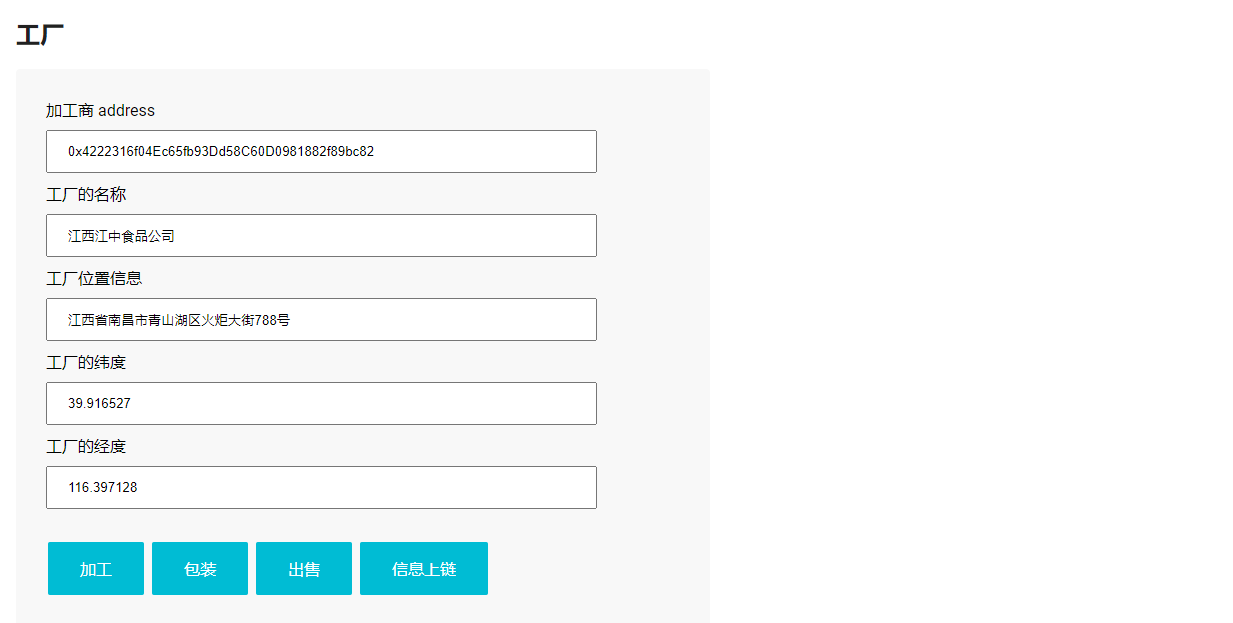 工厂
加工商 address
0x4222316f04Ec65fb93Dd58C60D0981882f89bc82
工厂的名称
江西江中食品公司
工厂位置信息
江西省南昌市青山湖区火炬大街788号
工厂的纬度
39.916527
工厂的经度
116.397128
加工 包装 出售 信息上链